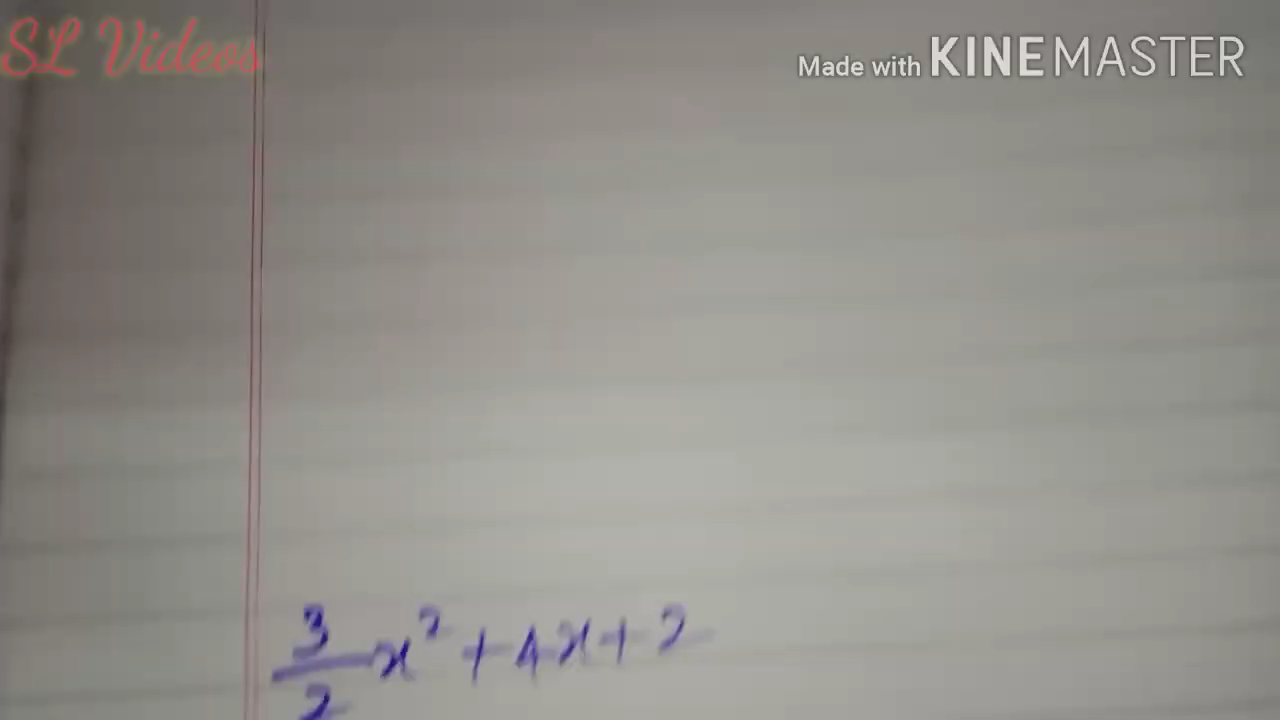 SL Videos
Made with KINEMASTER
3/2 x² + 4x + 2